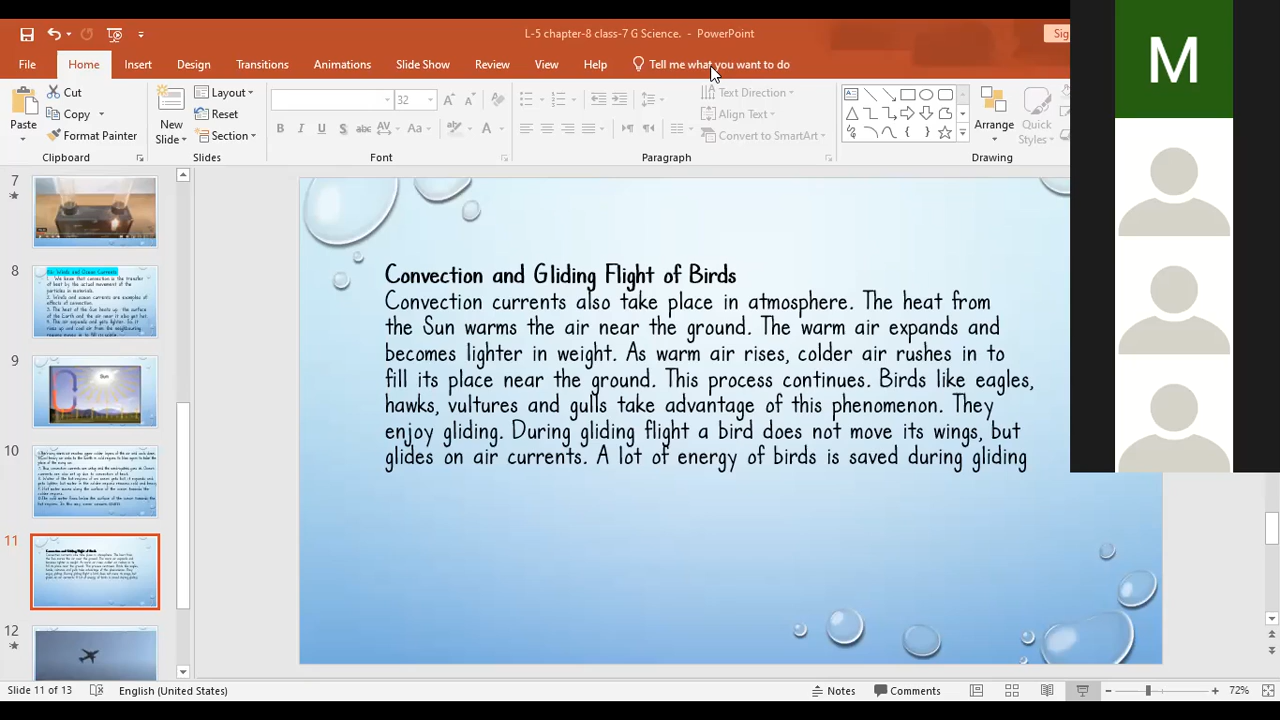 L-5 chapter-8 class-7 G Science. - PowerPoint
File Home Insert Design Transitions Animations Slide Show Review View Help Tell me what you want to do
Paste
Cut
Copy
Format Painter
Clipboard
New Slide
Layout
Reset
Section
Slides
32
Font
Text Direction
Align Text
Convert to SmartArt
Paragraph
Arrange
Quick Styles
Drawing
M
7
8
9
Sun
10
11
12
Convection and Gliding Flight of Birds
Convection currents also take place in atmosphere. The heat from
the Sun warms the air near the ground. The warm air expands and
becomes lighter in weight. As warm air rises, colder air rushes in to
fill its place near the ground. This process continues. Birds like eagles,
hawks, vultures and gulls take advantage of this phenomenon. They
enjoy gliding. During gliding flight a bird does not move its wings, but
glides on air currents. A lot of energy of birds is saved during gliding
Slide 11 of 13 English (United States) Notes Comments 72%